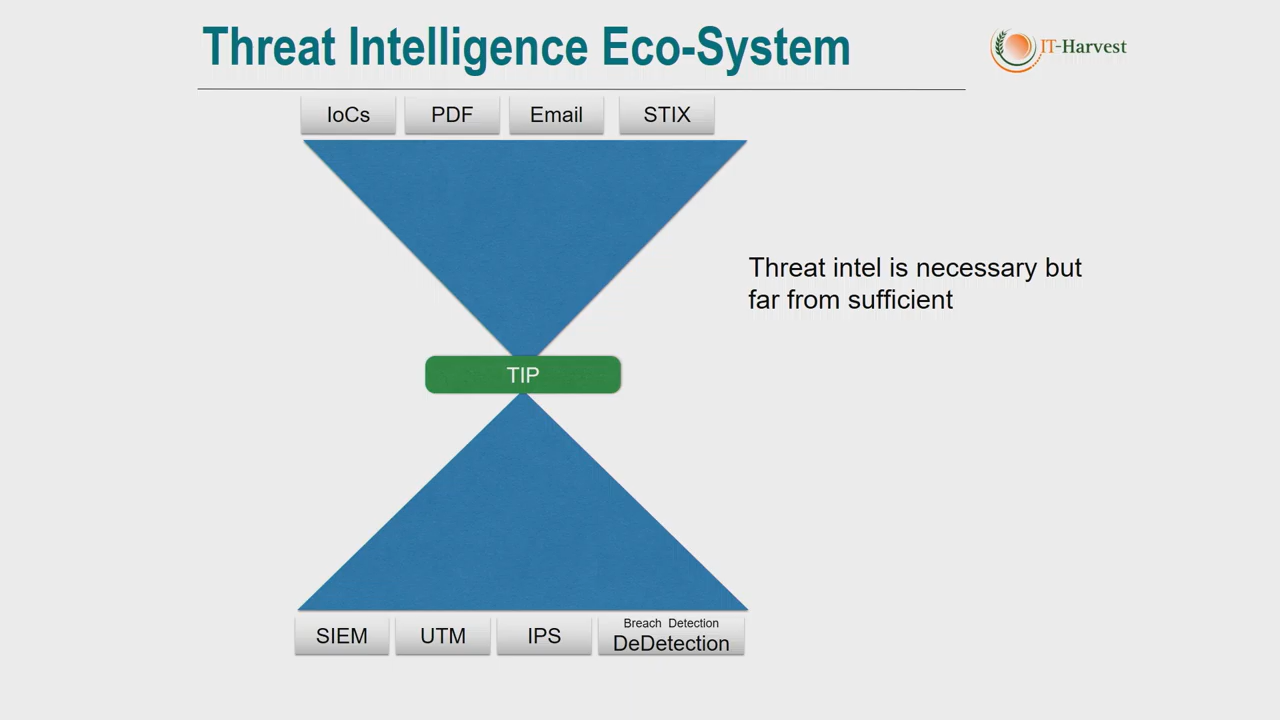 Threat Intelligence Eco-System
IT-Harvest
IoCs
PDF
Email
STIX
Threat intel is necessary but
far from sufficient
TIP
SIEM
UTM
IPS
Breach Detection
DeDetection